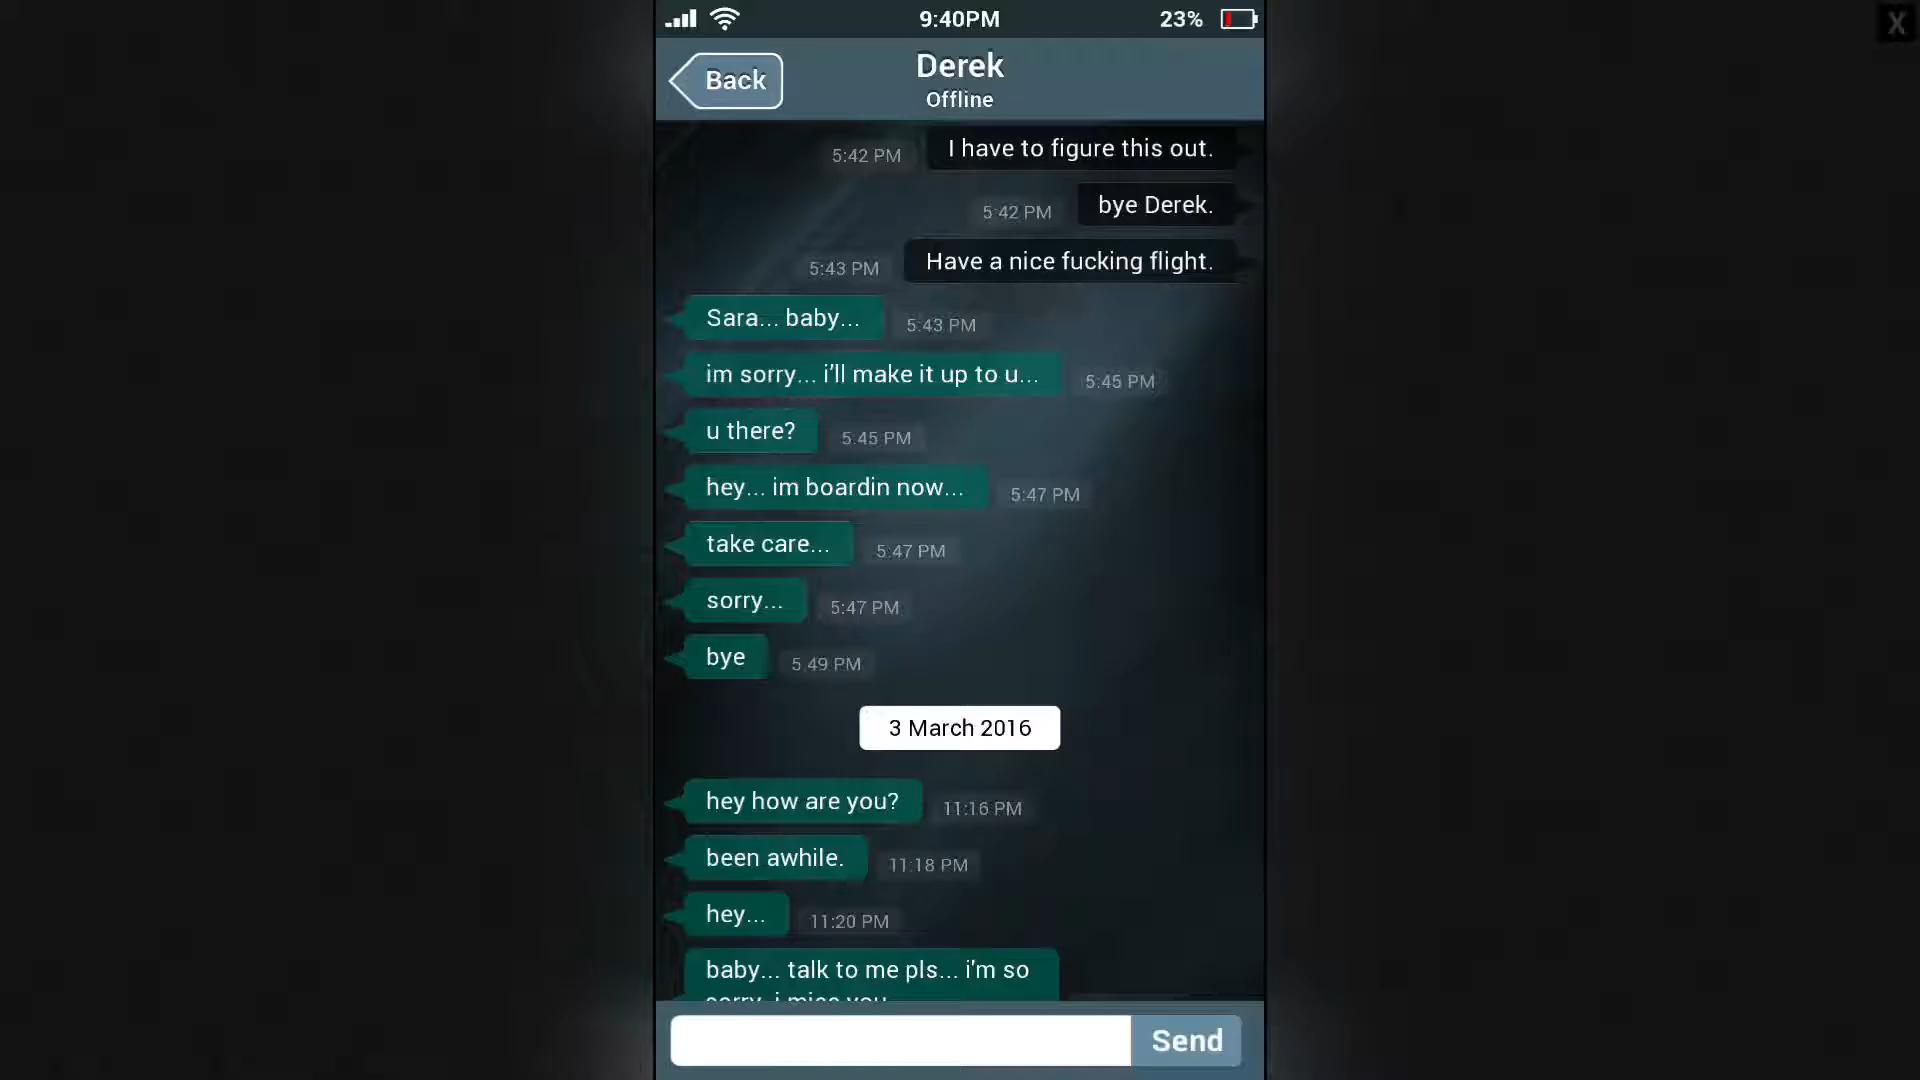 9:40PM
23%
X
Back
Derek
Offline
5:42 PM
I have to figure this out.
5:42 PM
bye Derek.
5:43 PM
Have a nice fucking flight.
Sara... baby...
5:43 PM
im sorry... i'll make it up to u...
5:45 PM
u there?
5:45 PM
hey... im boardin now...
5:47 PM
take care...
5:47 PM
sorry...
5:47 PM
bye
5:49 PM
3 March 2016
hey how are you?
11:16 PM
been awhile.
11:18 PM
hey...
11:20 PM
baby... talk to me pls... i'm so
sorry. i miss you
Send